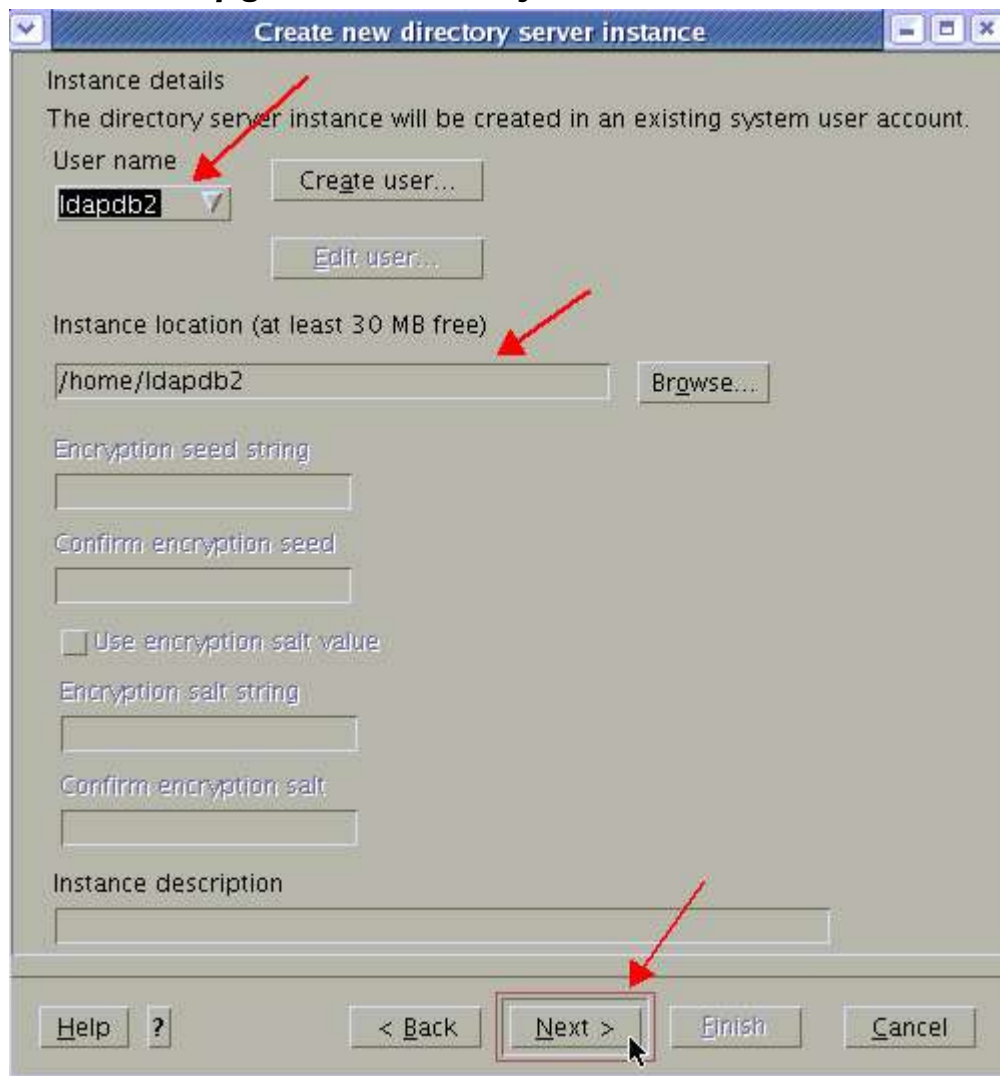 Create new directory server instance
Instance details
The directory server instance will be created in an existing system user account.
User name
ldapdb2
Create user...
Edit user...
Instance location (at least 30 MB free)
/home/ldapdb2
Browse...
Encryption seed string
Confirm encryption seed
Use encryption salt value
Encryption salt string
Confirm encryption salt
Instance description
Help ? < Back Next > Finish Cancel